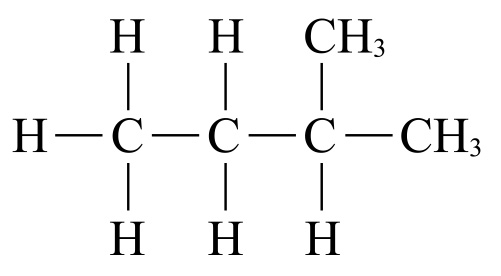 H H CH₃
H—C—C—C—CH₃
H H H